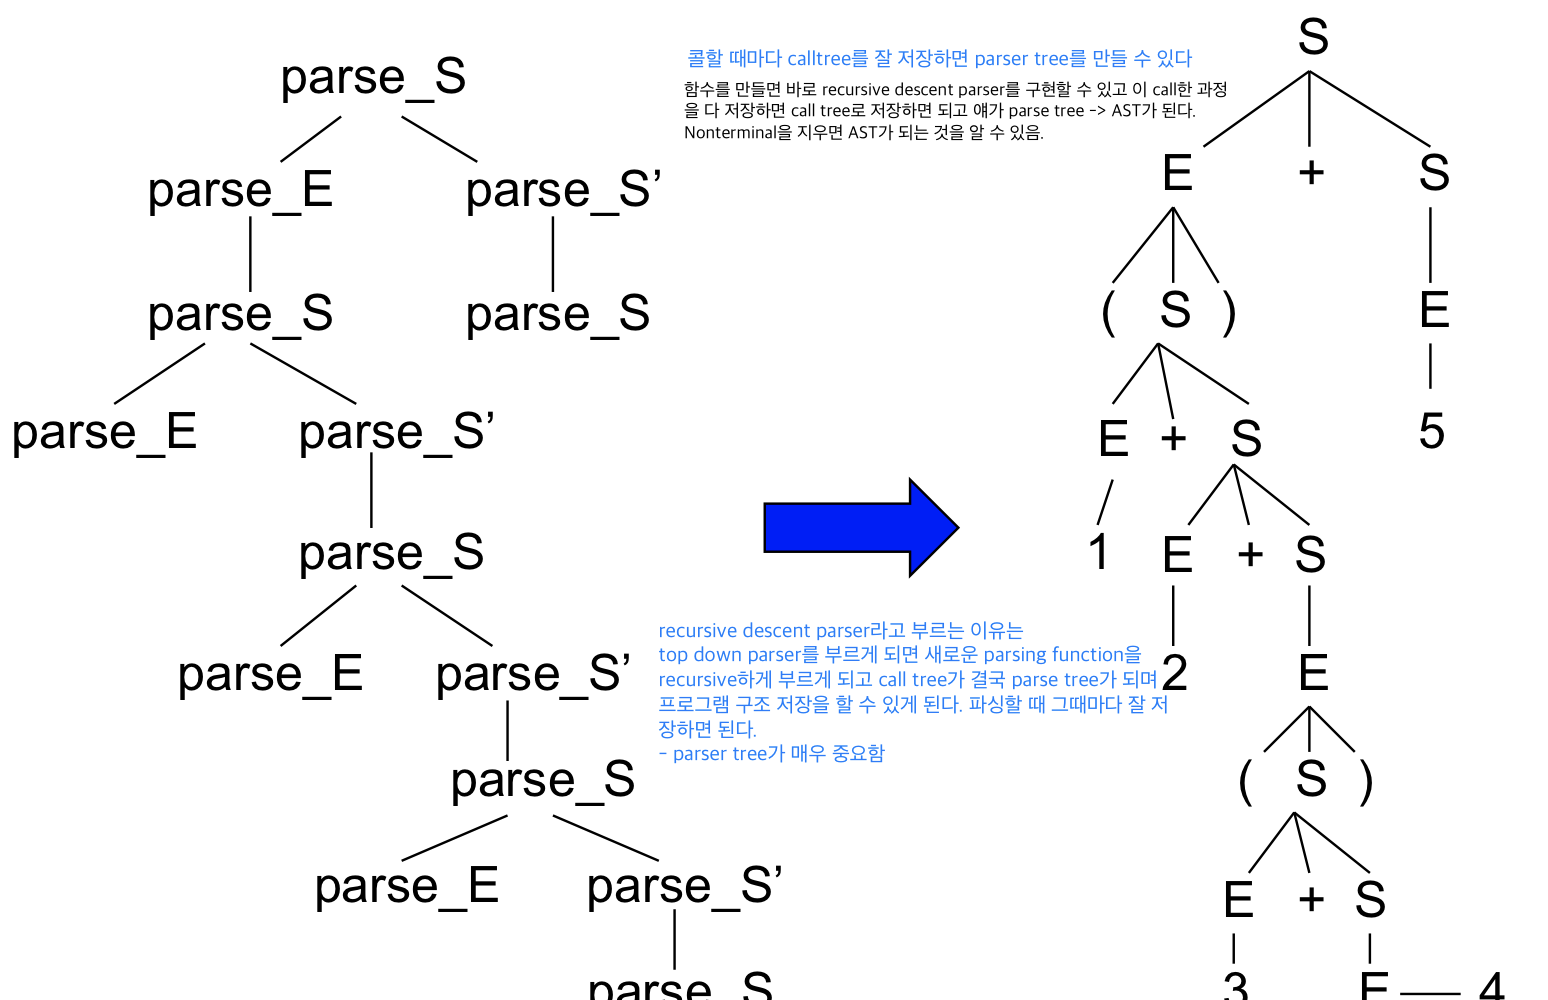 parse_S
parse_E parse_S’
parse_S parse_S
parse_E parse_S’
parse_S
parse_E parse_S’
parse_S
parse_E parse_S’
parse_S
콜할 때마다 calltree를 잘 저장하면 parser tree를 만들 수 있다
함수를 만들면 바로 recursive descent parser를 구현할 수 있고 이 call한 과정
을 다 저장하면 call tree로 저장하면 되고 얘가 parse tree -> AST가 된다.
Nonterminal을 지우면 AST가 되는 것을 알 수 있음.
recursive descent parser라고 부르는 이유는
top down parser를 부르게 되면 새로운 parsing function을
recursive하게 부르게 되고 call tree가 결국 parse tree가 되며
프로그램 구조 저장을 할 수 있게 된다. 파싱할 때 그때마다 잘 저
장하면 된다.
- parser tree가 매우 중요함
S
E + S
( S ) E
E + S 5
1 E + S
2 E
( S )
E + S
3 E 4